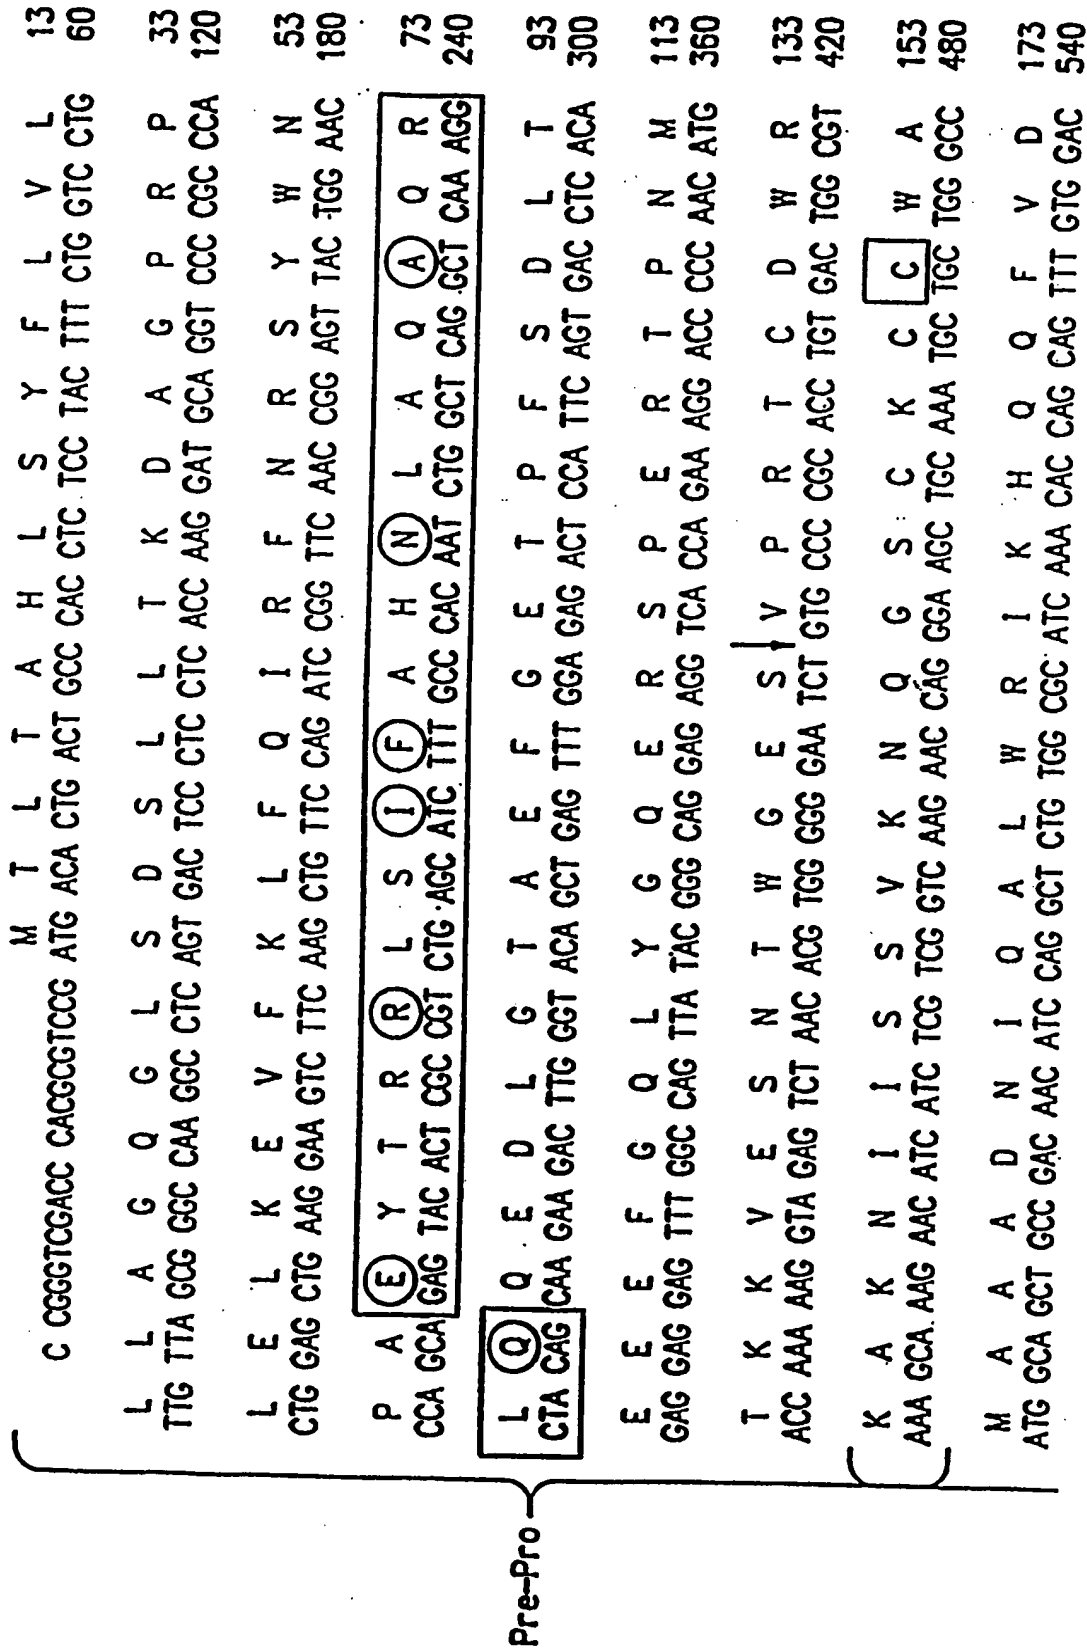 M T L T A H L S Y F L V L 13
C CGGGTCGACC CACGCGTCCG ATG ACA CTG ACT GCC CAC CTC TCC TAC TTT CTG GTC CTG 60
L L A G Q G L S D S L L T K D A G P R P 33
TTG TTA GCG GGC CAA GGC CTC AGT GAC TCC CTC CTC ACC AAG GAT GCA GGT CCC CGC CCA 120
L E L K E V F K L F Q I R F N R S Y W N 53
CTG GAG CTG AAG GAA GTC TTC AAG CTG TTC CAG ATC CGG TTC AAC CGG AGT TAC TGG AAC 180
P A E Y T R R L S I F A H N L A Q A Q R 73
CCA GCA GAG TAC ACT CGC CGT CTG AGC ATC TTT GCC CAC AAT CTG GCT CAG GCT CAA AGG 240
Pre-Pro
L Q Q E D L G T A E F G E T P F S D L T 93
CTA CAG CAA GAA GAC TTG GGT ACA GCT GAG TTT GGA GAG ACT CCA TTC AGT GAC CTC ACA 300
E E E F G Q L Y G Q E R S P E R T P N M 113
GAG GAG GAG TTT GGC CAG TTA TAC GGG CAG GAG AGG TCA CCA GAA AGG ACC CCC AAC ATG 360
T K K V E S N T W G E S V P R T C D W R 133
ACC AAA AAG GTA GAG TCT AAC ACG TGG GGG GAA TCT GTG CCC CGC ACC TGT GAC TGG CGT 420
K A K N I I S S V K N Q G S C K C C W A 153
AAA GCA AAG AAC ATC ATC TCG TCG GTC AAG AAC CAG GGA AGC TGC AAA TGC TGC TGG GCC 480
M A A A D N I Q A L W R I K H Q Q F V D 173
ATG GCA GCT GCC GAC AAC ATC CAG GCT CTG TGG CGC ATC AAA CAC CAG CAG TTT GTG GAC 540